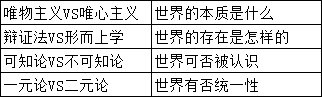 唯物主义VS唯心主义 世界的本质是什么
辩证法VS形而上学 世界的存在是怎样的
可知论VS不可知论 世界可否被认识
一元论VS二元论 世界有否统一性